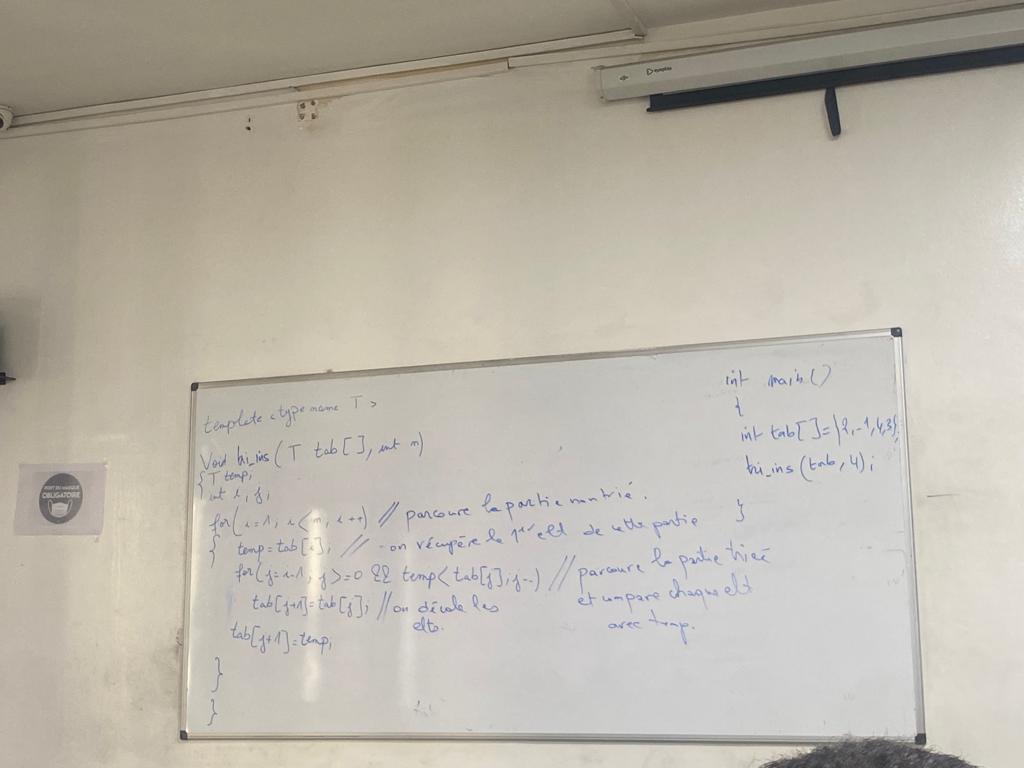 PORT DU MASQUE
OBLIGATOIRE
template <typename T>
Void tri_ins(T tab[], int n)
{ T temp;
int i, j;
for(i=1; i<n; i++) // parcoure la partie nontrié.
{ temp=tab[i]; // on récupère le 1er elt de cette partie
for(j=i-1; j>=0 && temp<tab[j]; j--) // parcoure la partie triée
tab[j+1]=tab[j]; // on décale les
elts.
et compare chaque elt
avec temp.
tab[j+1]=temp;
}
}
int main()
{
int tab[]={2,-1,4,3};
tri_ins(tab, 4);
}